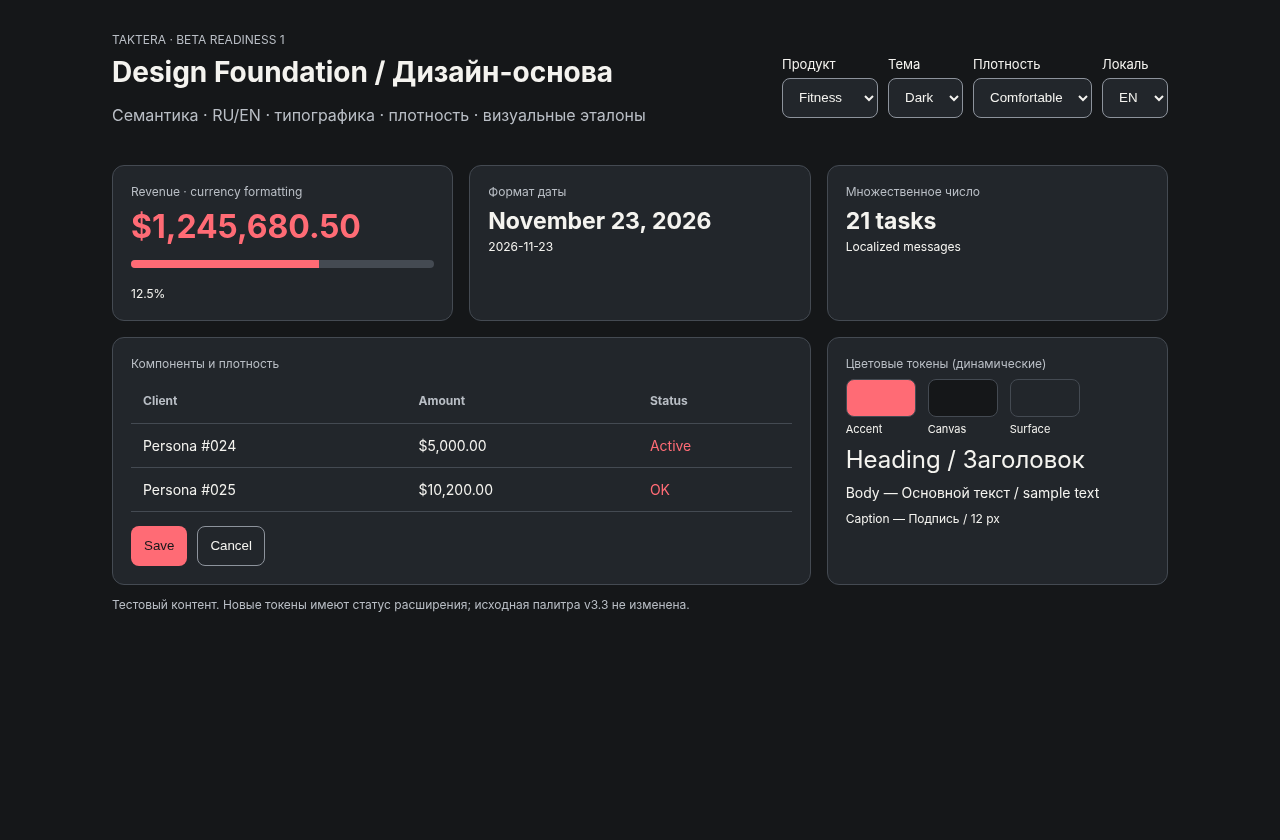 TAKTERA · BETA READINESS 1
Design Foundation / Дизайн-основа
Семантика · RU/EN · типографика · плотность · визуальные эталоны
Продукт Тема Плотность Локаль
Fitness Dark Comfortable EN
Revenue · currency formatting
$1,245,680.50
12.5%
Формат даты
November 23, 2026
2026-11-23
Множественное число
21 tasks
Localized messages
Компоненты и плотность
Client Amount Status
Persona #024 $5,000.00 Active
Persona #025 $10,200.00 OK
Save Cancel
Цветовые токены (динамические)
Accent Canvas Surface
Heading / Заголовок
Body — Основной текст / sample text
Caption — Подпись / 12 px
Тестовый контент. Новые токены имеют статус расширения; исходная палитра v3.3 не изменена.